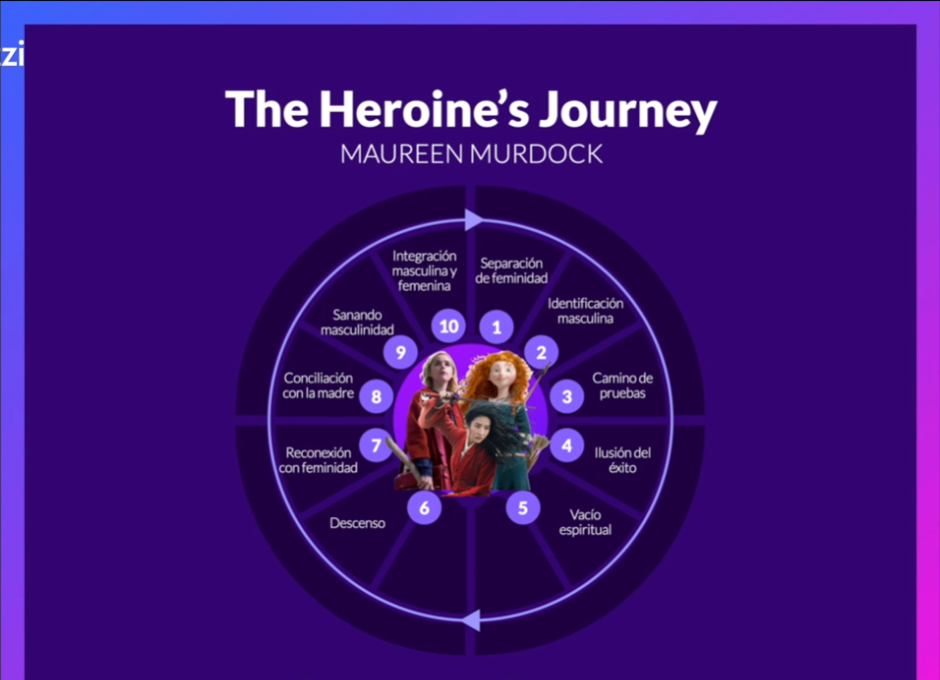 The Heroine's Journey
MAUREEN MURDOCK
1
Separación
de feminidad
2
Identificación
masculina
3
Camino de
pruebas
4
Ilusión del
éxito
5
Vacío
espiritual
6
Descenso
7
Reconexión
con feminidad
8
Conciliación
con la madre
9
Sanando
masculinidad
10
Integración
masculina y
femenina